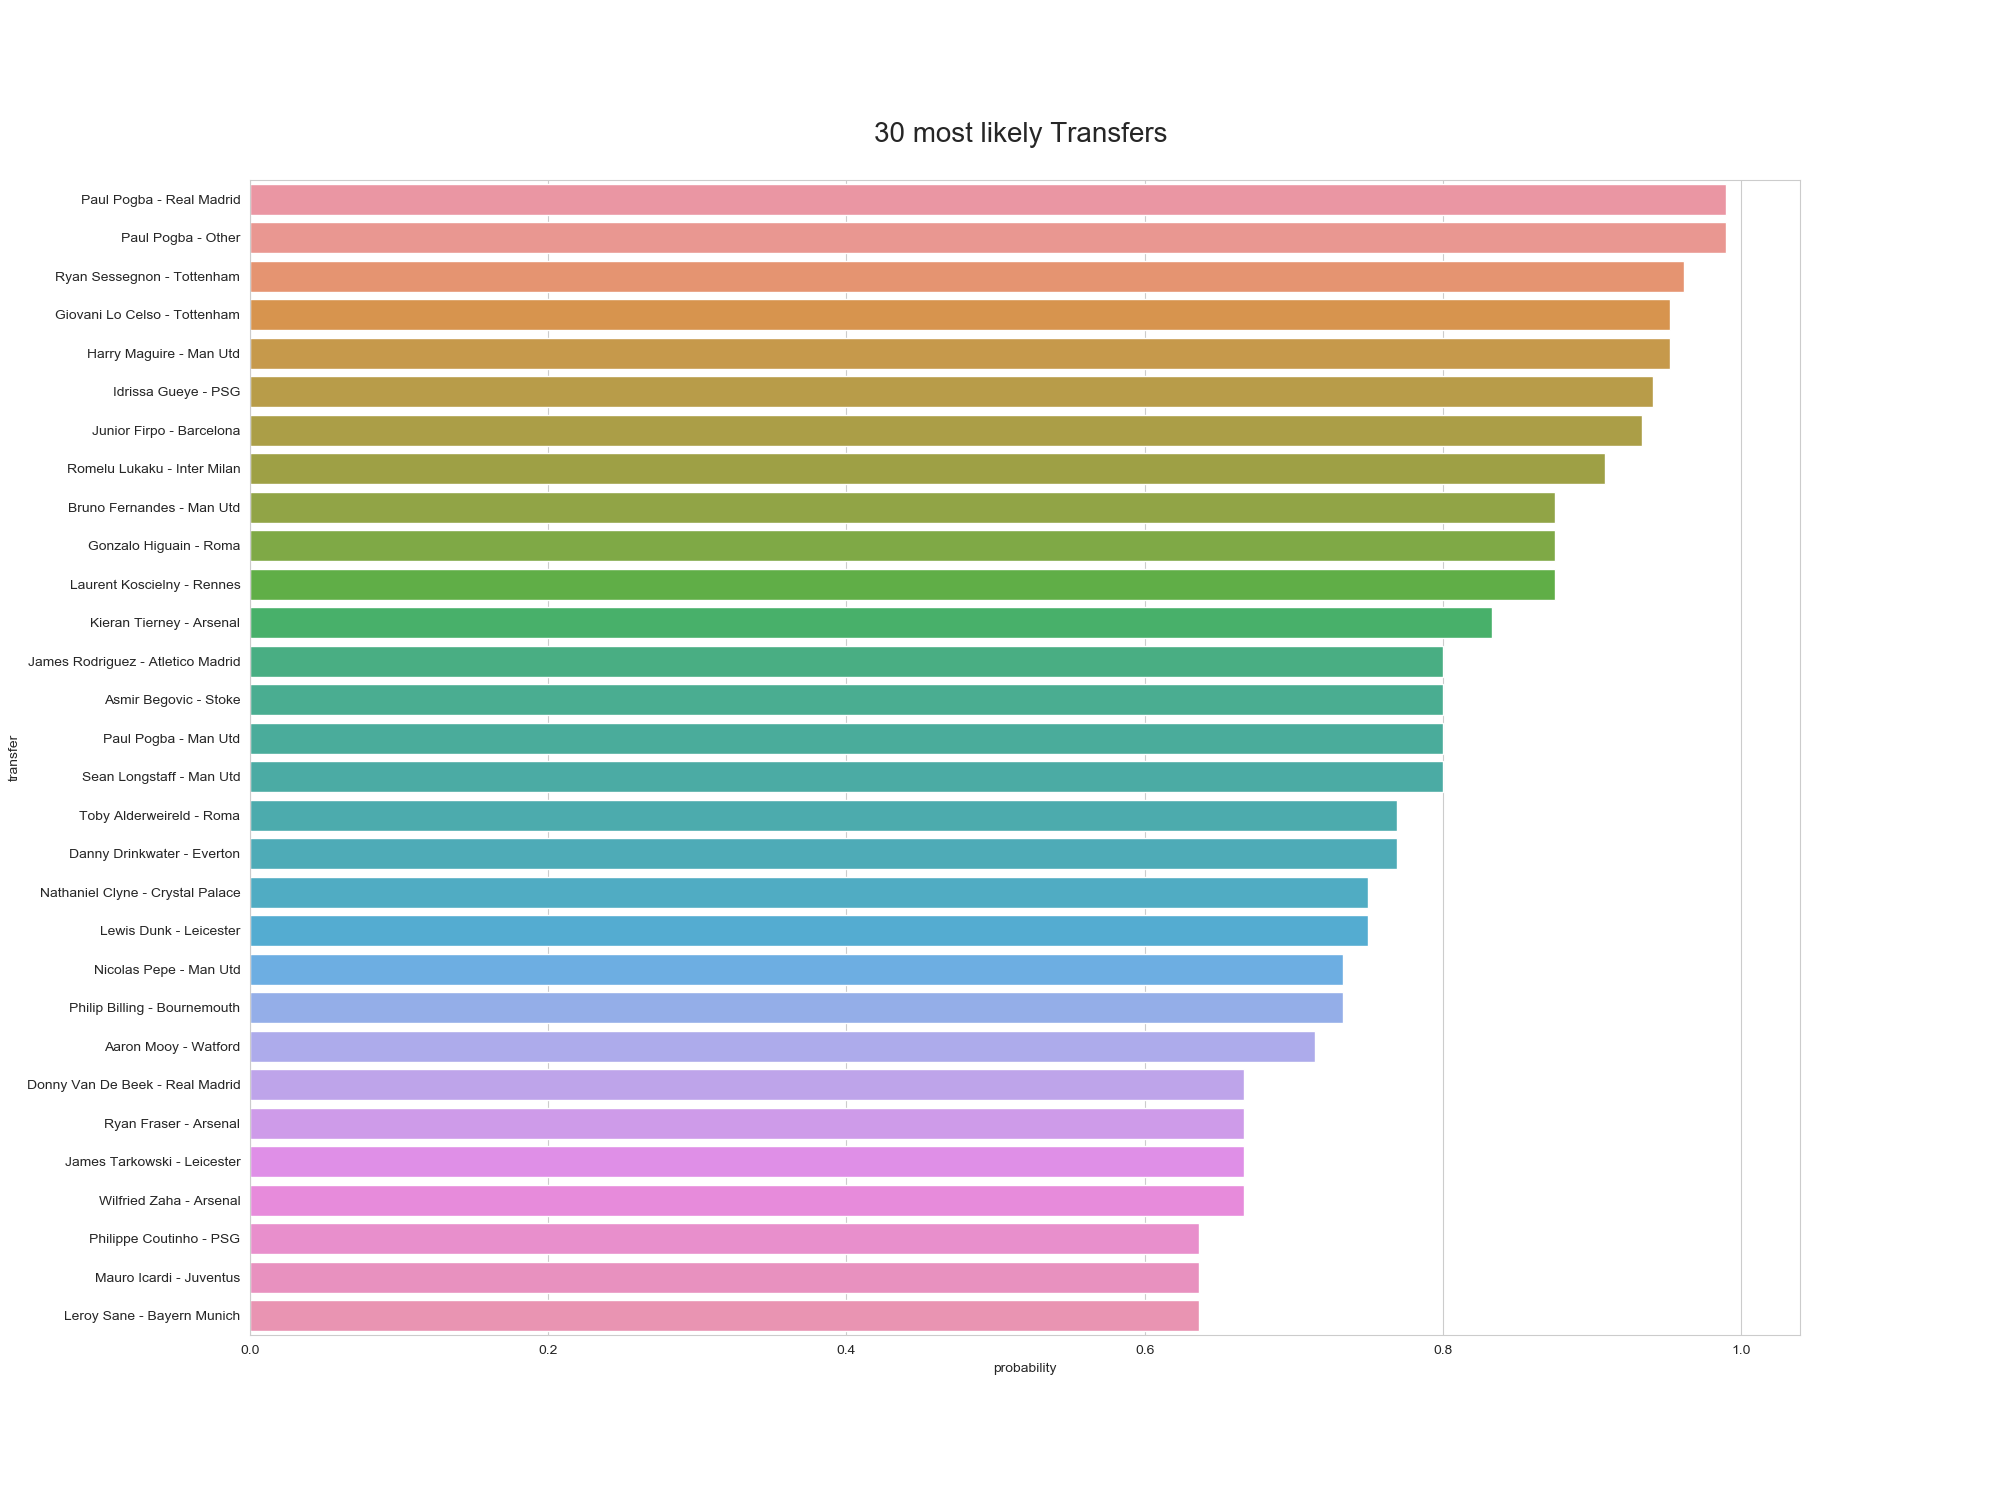 30 most likely Transfers
Paul Pogba - Real Madrid
Paul Pogba - Other
Ryan Sessegnon - Tottenham
Giovani Lo Celso - Tottenham
Harry Maguire - Man Utd
Idrissa Gueye - PSG
Junior Firpo - Barcelona
Romelu Lukaku - Inter Milan
Bruno Fernandes - Man Utd
Gonzalo Higuain - Roma
Laurent Koscielny - Rennes
Kieran Tierney - Arsenal
James Rodriguez - Atletico Madrid
Asmir Begovic - Stoke
Paul Pogba - Man Utd
Sean Longstaff - Man Utd
Toby Alderweireld - Roma
Danny Drinkwater - Everton
Nathaniel Clyne - Crystal Palace
Lewis Dunk - Leicester
Nicolas Pepe - Man Utd
Philip Billing - Bournemouth
Aaron Mooy - Watford
Donny Van De Beek - Real Madrid
Ryan Fraser - Arsenal
James Tarkowski - Leicester
Wilfried Zaha - Arsenal
Philippe Coutinho - PSG
Mauro Icardi - Juventus
Leroy Sane - Bayern Munich
transfer
0.0 0.2 0.4 0.6 0.8 1.0
probability